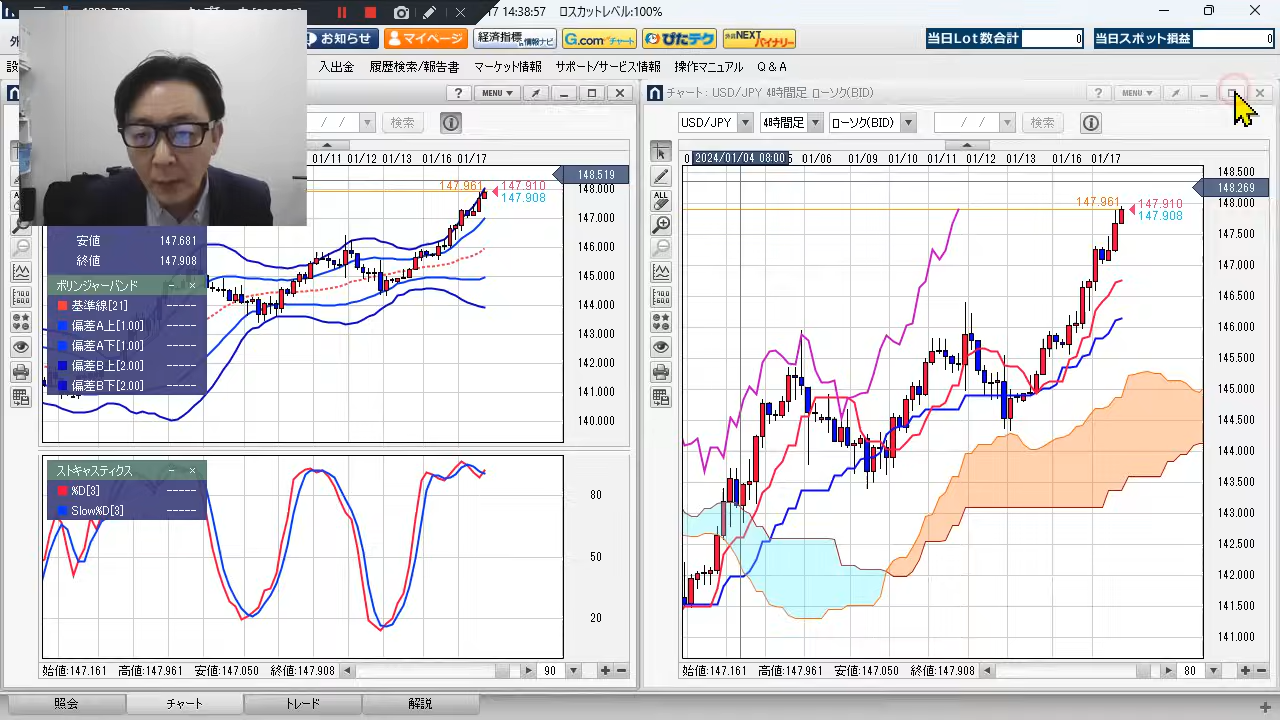 17 14:38:57 ロスカットレベル:100%
お知らせ
マイページ
経済指標 情報ナビ
G.comチャート
ぴたテク
外為NEXT バイナリー
当日Lot数合計 0
当日スポット損益 0
入出金 履歴検索/報告書 マーケット情報 サポート/サービス情報 操作マニュアル Q&A
? MENU
チャート - USD/JPY 4時間足 ローソク(BID)
? MENU
/ / 検索
USD/JPY 4時間足 ローソク(BID) / / 検索
01/11 01/12 01/13 01/16 01/17
2024/01/04 08:00 01/06 01/09 01/10 01/11 01/12 01/13 01/16 01/17
148.519
148.000
147.000
146.000
145.000
144.000
143.000
142.000
141.000
140.000
147.961
147.910
147.908
安値 147.681
終値 147.908
ボリンジャーバンド
基準線[21] -----
偏差A上[1.00] -----
偏差A下[1.00] -----
偏差B上[2.00] -----
偏差B下[2.00] -----
ストキャスティクス
%D[3] -----
Slow%D[3] -----
80
50
20
始値:147.161 高値:147.961 安値:147.050 終値:147.908
90
148.500
148.269
148.000
147.500
147.000
146.500
146.000
145.500
145.000
144.500
144.000
143.500
143.000
142.500
142.000
141.500
141.000
147.961
147.910
147.908
ALL
始値:147.161 高値:147.961 安値:147.050 終値:147.908
80
照会 チャート トレード 解説